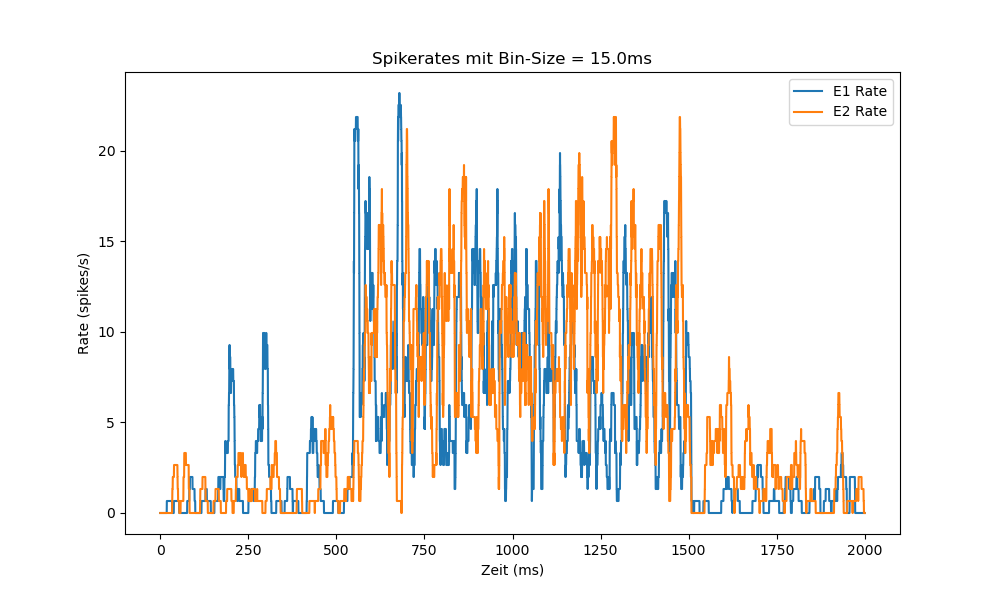 Spikerates mit Bin-Size = 15.0ms
E1 Rate
E2 Rate
20
15
10
5
0
Rate (spikes/s)
0 250 500 750 1000 1250 1500 1750 2000
Zeit (ms)